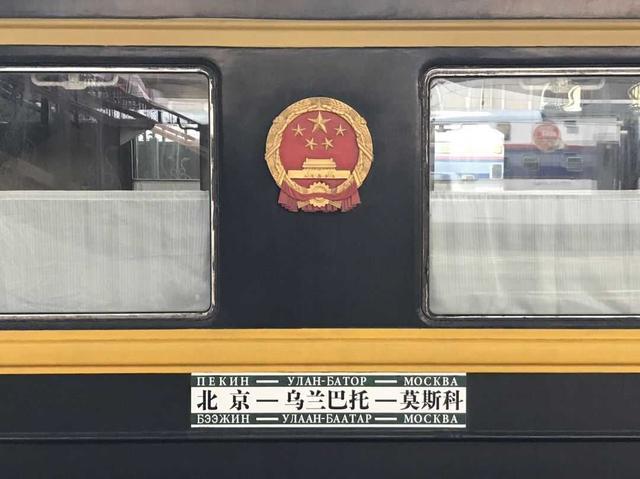 ПЕКИН — УЛАН-БАТОР — МОСКВА
北京—乌兰巴托—莫斯科
БЭЭЖИН — УЛААН-БААТАР — МОСКВА